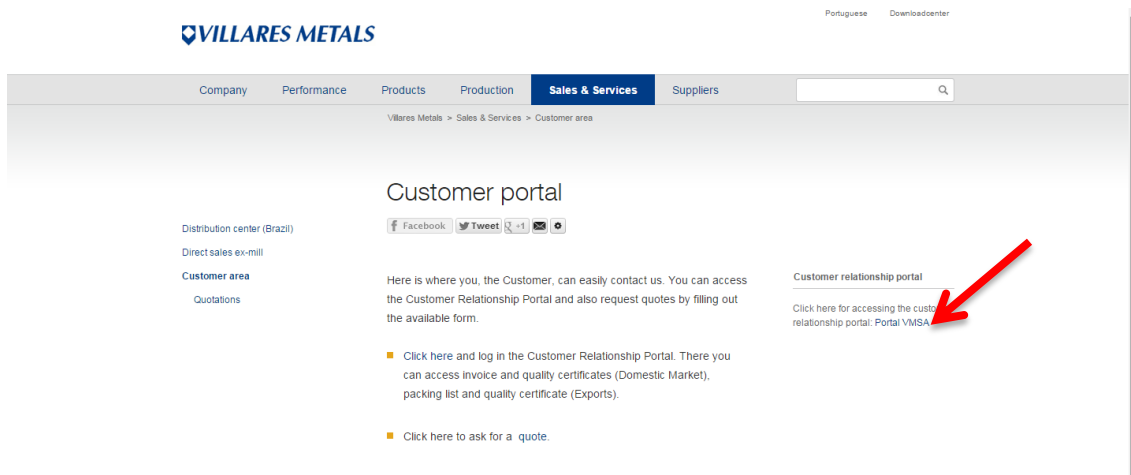 Portuguese Downloadcenter
VILLARES METALS
Company Performance Products Production Sales & Services Suppliers
Villares Metals > Sales & Services > Customer area
Customer portal
Facebook Tweet +1
Distribution center (Brazil)
Direct sales ex-mill
Customer area
Quotations
Here is where you, the Customer, can easily contact us. You can access
the Customer Relationship Portal and also request quotes by filling out
the available form.
Click here and log in the Customer Relationship Portal. There you
can access invoice and quality certificates (Domestic Market),
packing list and quality certificate (Exports).
Click here to ask for a quote.
Customer relationship portal
Click here for accessing the
relationship portal: Portal VMSA